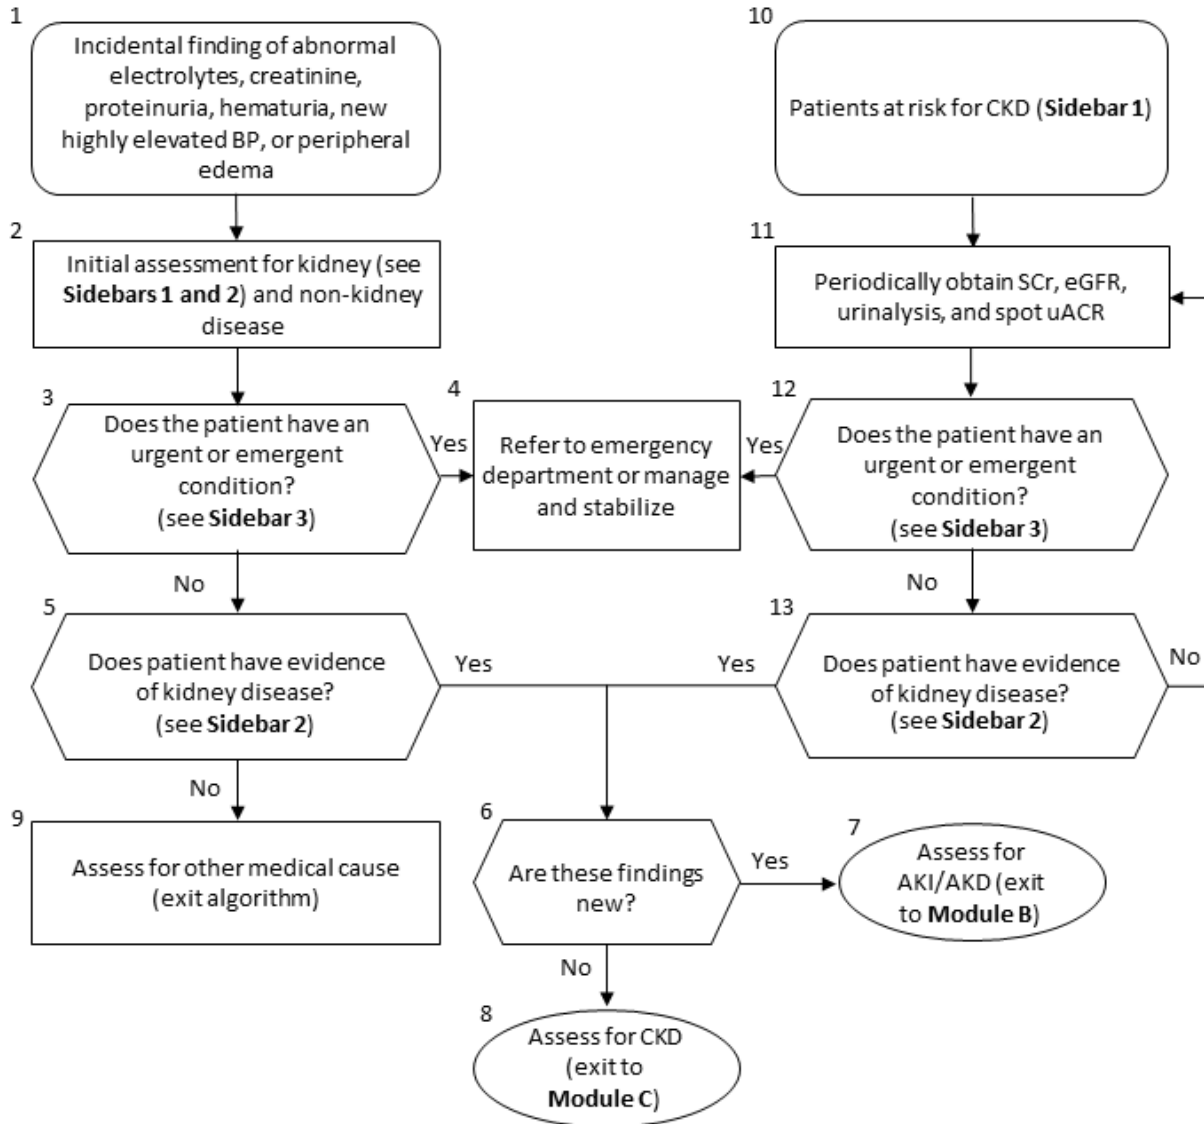 1
Incidental finding of abnormal
electrolytes, creatinine,
proteinuria, hematuria, new
highly elevated BP, or peripheral
edema
2
Initial assessment for kidney (see
Sidebars 1 and 2) and non-kidney
disease
3
Does the patient have an
urgent or emergent
condition?
(see Sidebar 3)
Yes
No
4
Refer to emergency
department or manage
and stabilize
5
Does patient have evidence
of kidney disease?
(see Sidebar 2)
Yes
No
9
Assess for other medical cause
(exit algorithm)
10
Patients at risk for CKD (Sidebar 1)
11
Periodically obtain SCr, eGFR,
urinalysis, and spot uACR
12
Does the patient have an
urgent or emergent
condition?
(see Sidebar 3)
Yes
No
13
Does patient have evidence
of kidney disease?
(see Sidebar 2)
Yes
No
6
Are these findings
new?
Yes
No
7
Assess for
AKI/AKD (exit
to Module B)
8
Assess for CKD
(exit to
Module C)